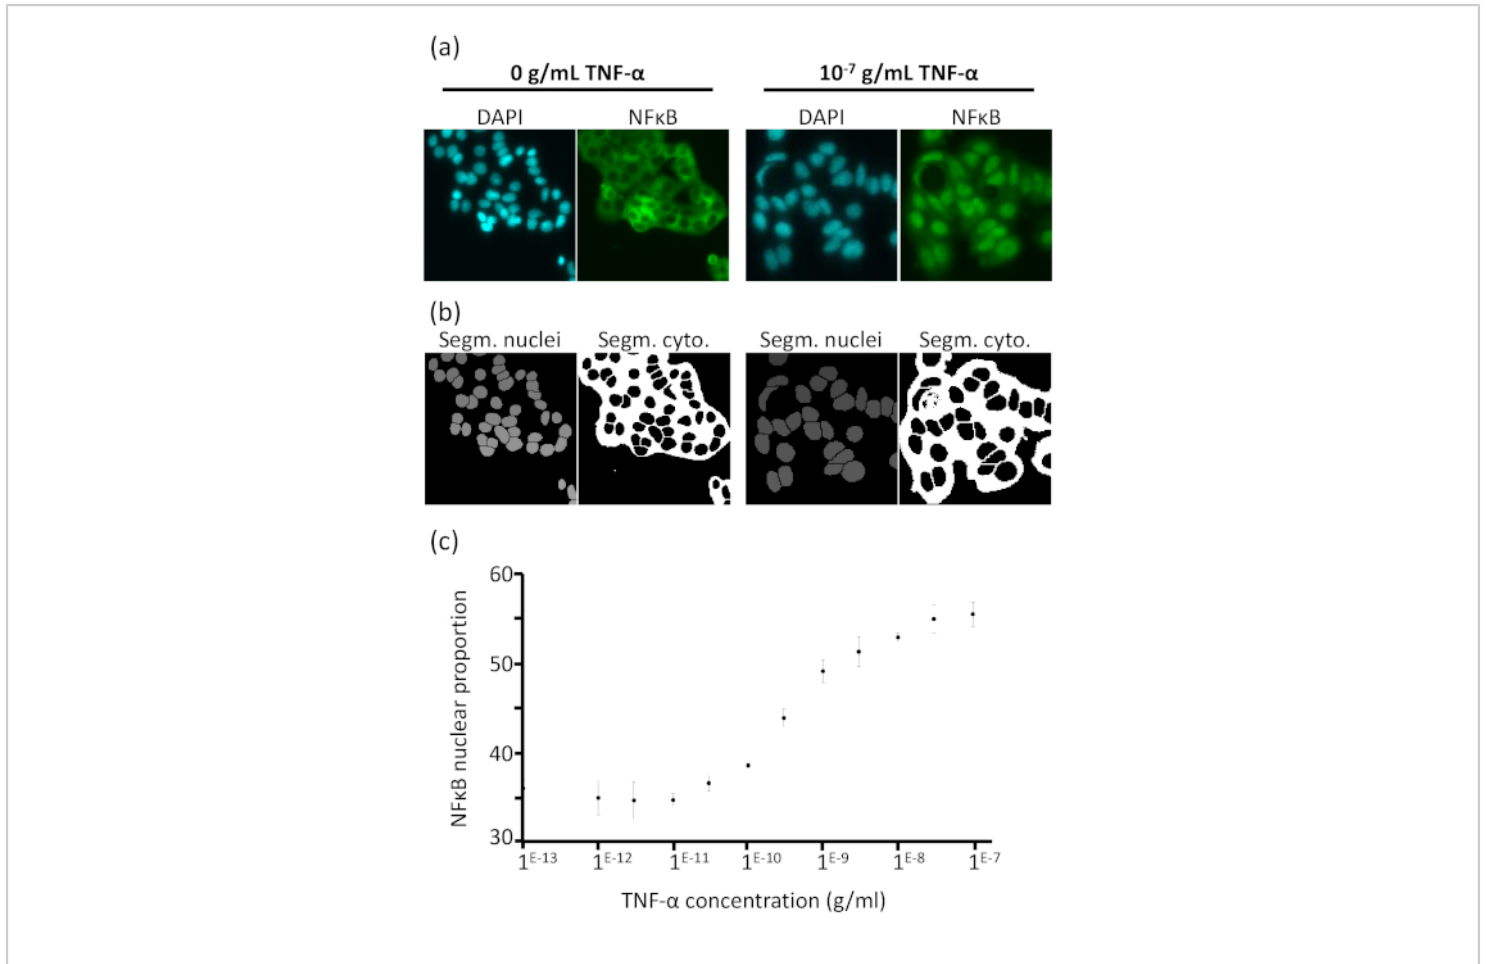 (a)
0 g/mL TNF-α 10⁻⁷ g/mL TNF-α
DAPI NFκB DAPI NFκB
(b)
Segm. nuclei Segm. cyto. Segm. nuclei Segm. cyto.
(c)
60
50
40
30
NFκB nuclear proportion
1E-13 1E-12 1E-11 1E-10 1E-9 1E-8 1E-7
TNF-α concentration (g/ml)